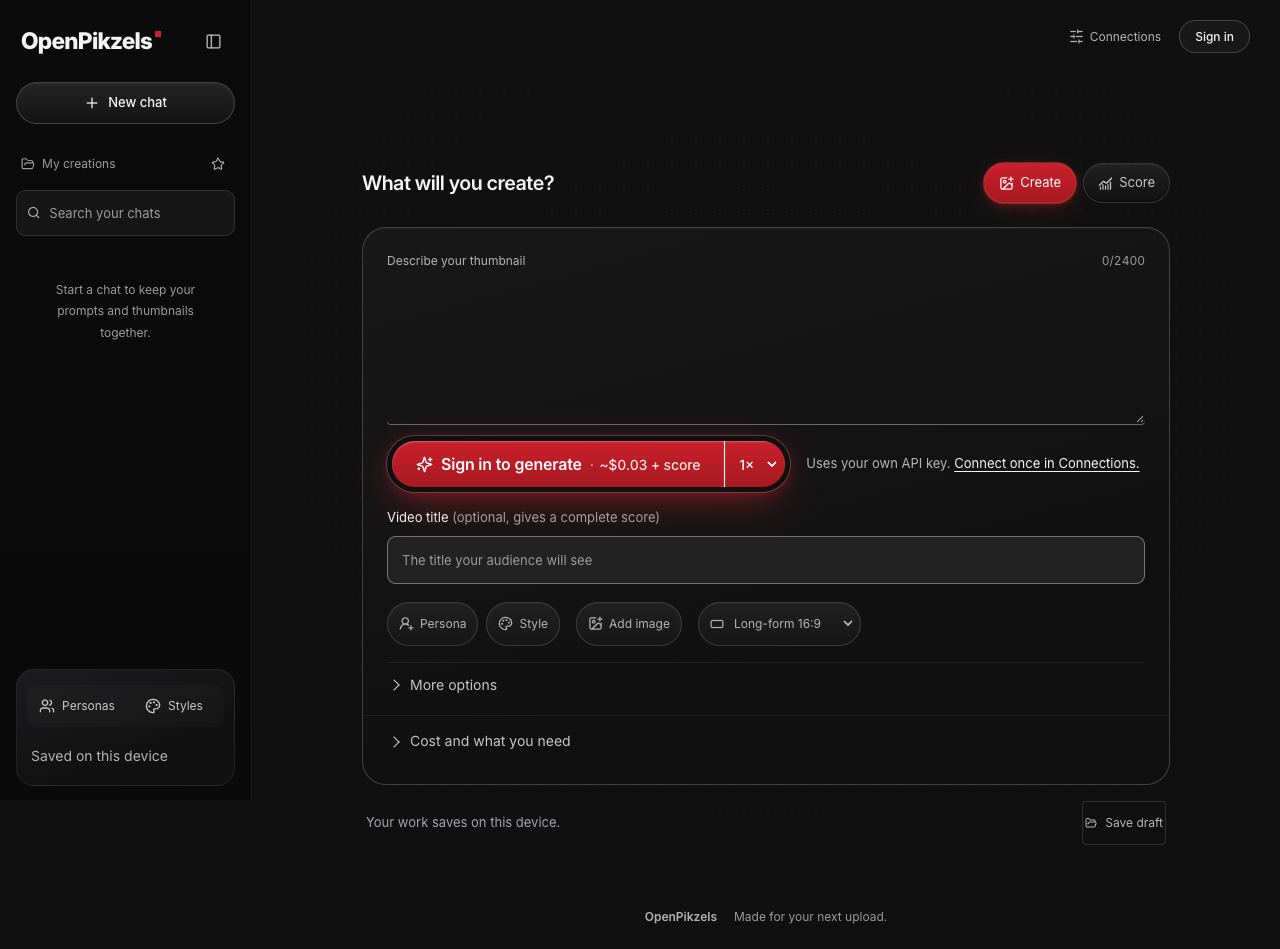 OpenPikzels
Connections
Sign in
New chat
My creations
Search your chats
Start a chat to keep your
prompts and thumbnails
together.
Personas
Styles
Saved on this device
What will you create?
Create
Score
Describe your thumbnail
0/2400
Sign in to generate · ~$0.03 + score
1×
Uses your own API key. Connect once in Connections.
Video title (optional, gives a complete score)
The title your audience will see
Persona
Style
Add image
Long-form 16:9
More options
Cost and what you need
Your work saves on this device.
Save draft
OpenPikzels Made for your next upload.